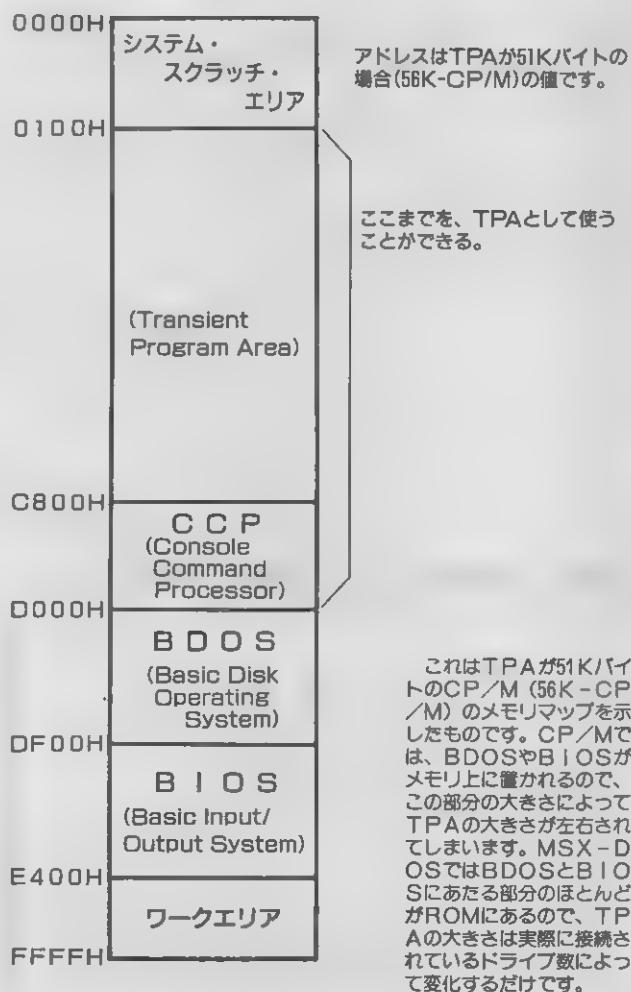 0000H
システム・
スクラッチ・
エリア
アドレスはTPAが51Kバイトの
場合(56K-CP/M)の値です。
0100H
ここまでを、TPAとして使う
ことができる。
(Transient
Program Area)
C800H
CCP
(Console
Command
Processor)
D000H
BDOS
(Basic Disk
Operating
System)
DF00H
BIOS
(Basic Input/
Output System)
E400H
ワークエリア
FFFFH
これはTPAが51Kバイ
トのCP/M (56K-CP
/M) のメモリマップを示
したものです。CP/Mで
は、BDOSやBIOSが
メモリ上に置かれるので、
この部分の大きさによって
TPAの大きさが左右され
てしまいます。MSX-D
OSではBDOSとBIO
Sにあたる部分のほとんど
がROMにあるので、TP
Aの大きさは実際に接続さ
れているドライブ数によっ
て変化するだけです。